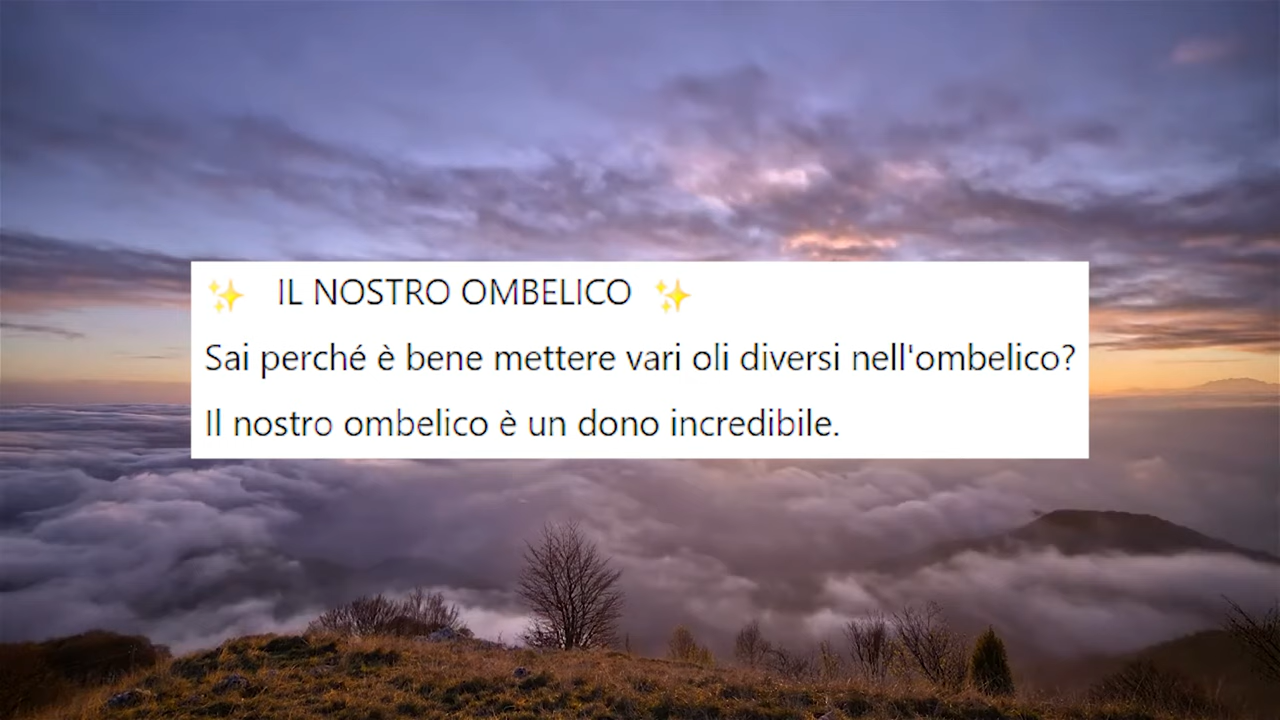 ✨ IL NOSTRO OMBELICO ✨
Sai perché è bene mettere vari oli diversi nell'ombelico?
Il nostro ombelico è un dono incredibile.